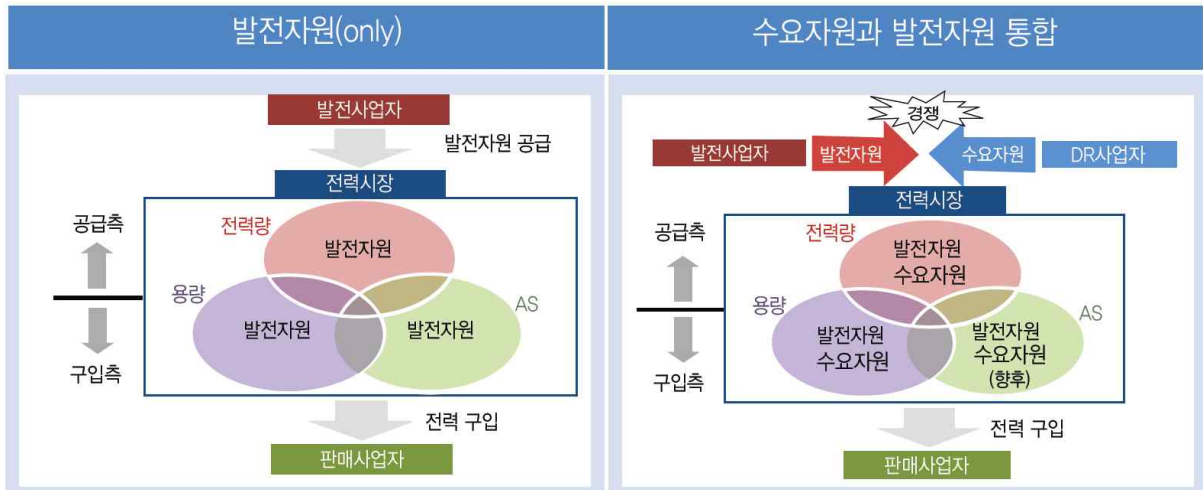 발전자원(only)
발전사업자
발전자원 공급
전력시장
공급측
구입측
전력량
발전자원
용량
발전자원
AS
발전자원
전력 구입
판매사업자
수요자원과 발전자원 통합
경쟁
발전사업자
발전자원
수요자원
DR사업자
전력시장
공급측
구입측
전력량
발전자원
수요자원
용량
발전자원
수요자원
AS
발전자원
수요자원
(향후)
전력 구입
판매사업자